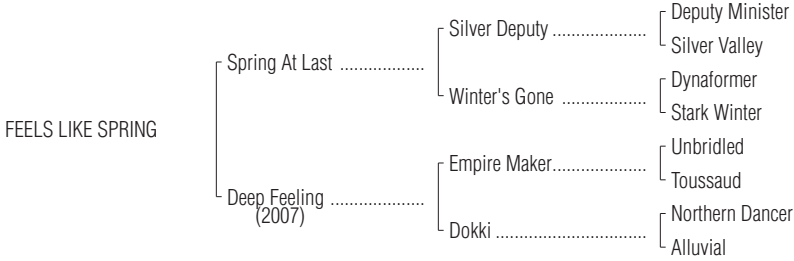 Deputy Minister
Silver Deputy ....................
Silver Valley
Spring At Last ..................
Dynaformer
Winter's Gone ..................
Stark Winter
FEELS LIKE SPRING
Unbridled
Empire Maker....................
Toussaud
Deep Feeling ....................
(2007)
Northern Dancer
Dokki ................................
Alluvial